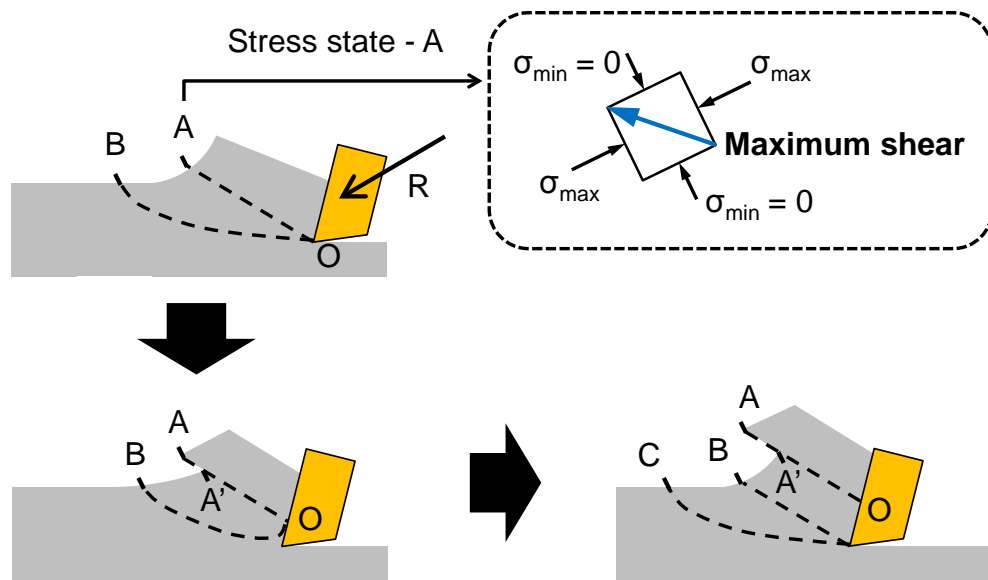 Stress state - A
σmin = 0
σmax
A
B
Maximum shear
R
σmax
σmin = 0
O
A
B
A'
O
A
C
B
A'
O